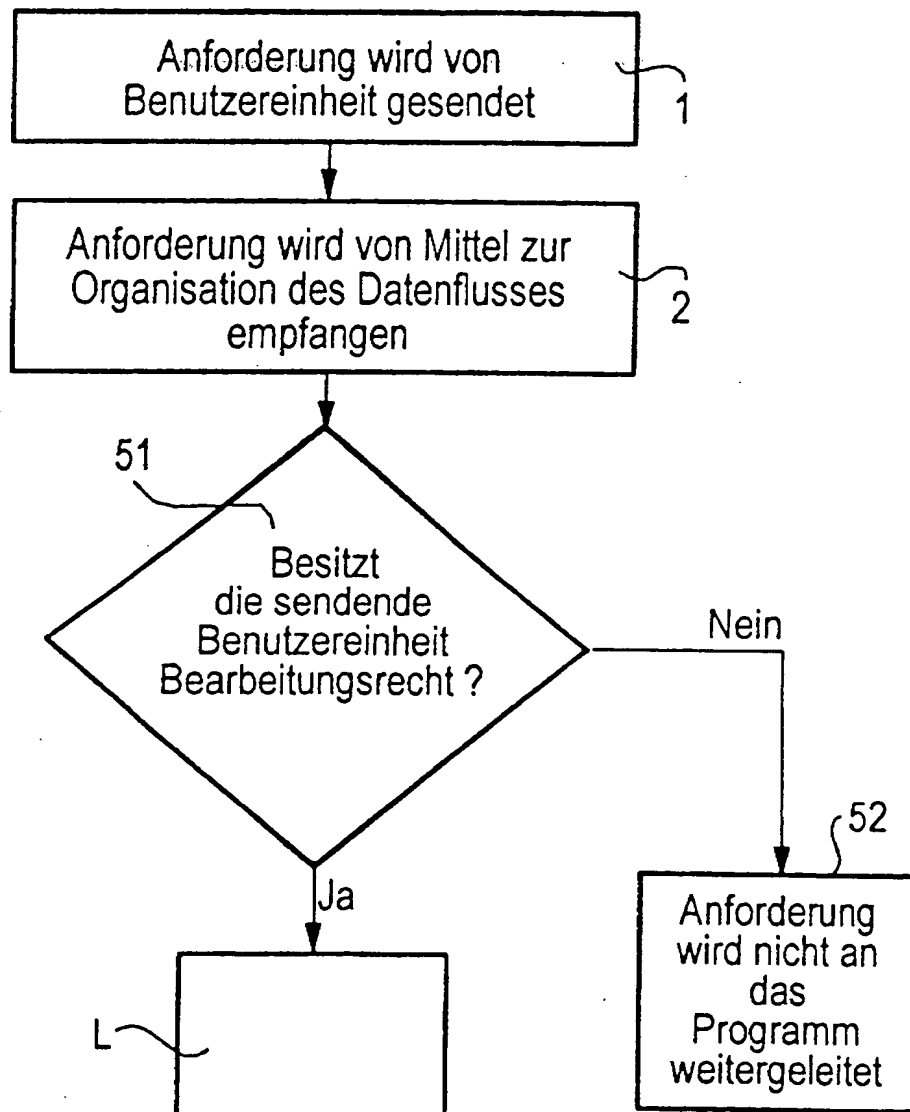 Anforderung wird von
Benutzereinheit gesendet
1
Anforderung wird von Mittel zur
Organisation des Datenflusses
empfangen
2
51
Besitzt
die sendende
Benutzereinheit
Bearbeitungsrecht ?
Nein
Ja
52
Anforderung
wird nicht an
das
Programm
weitergeleitet
L